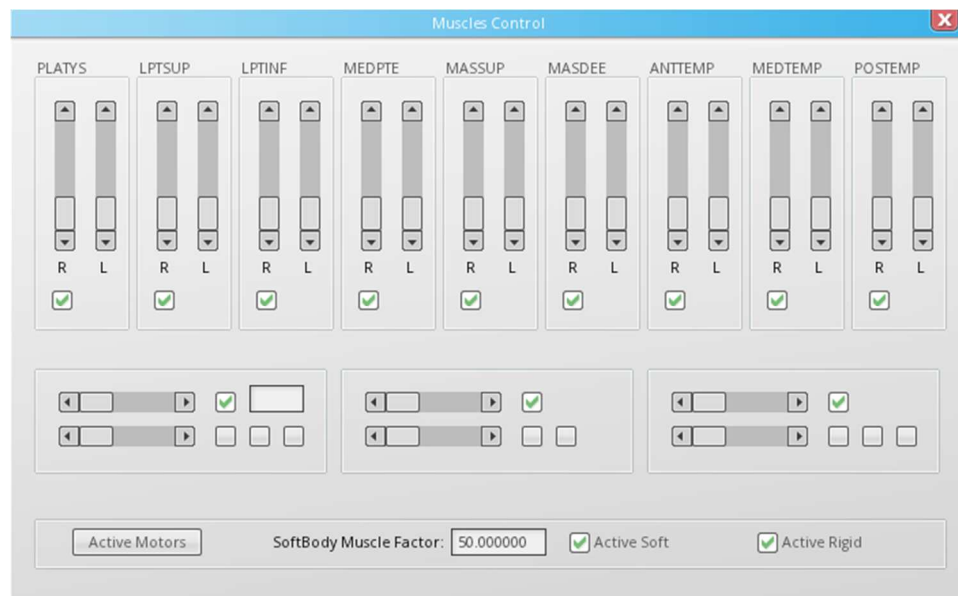 Muscles Control
PLATYS LPTSUP LPTINF MEDPTE MASSUP MASDEE ANTTEMP MEDTEMP POSTEMP
R L R L R L R L R L R L R L R L R L
Active Motors SoftBody Muscle Factor: 50.000000 Active Soft Active Rigid